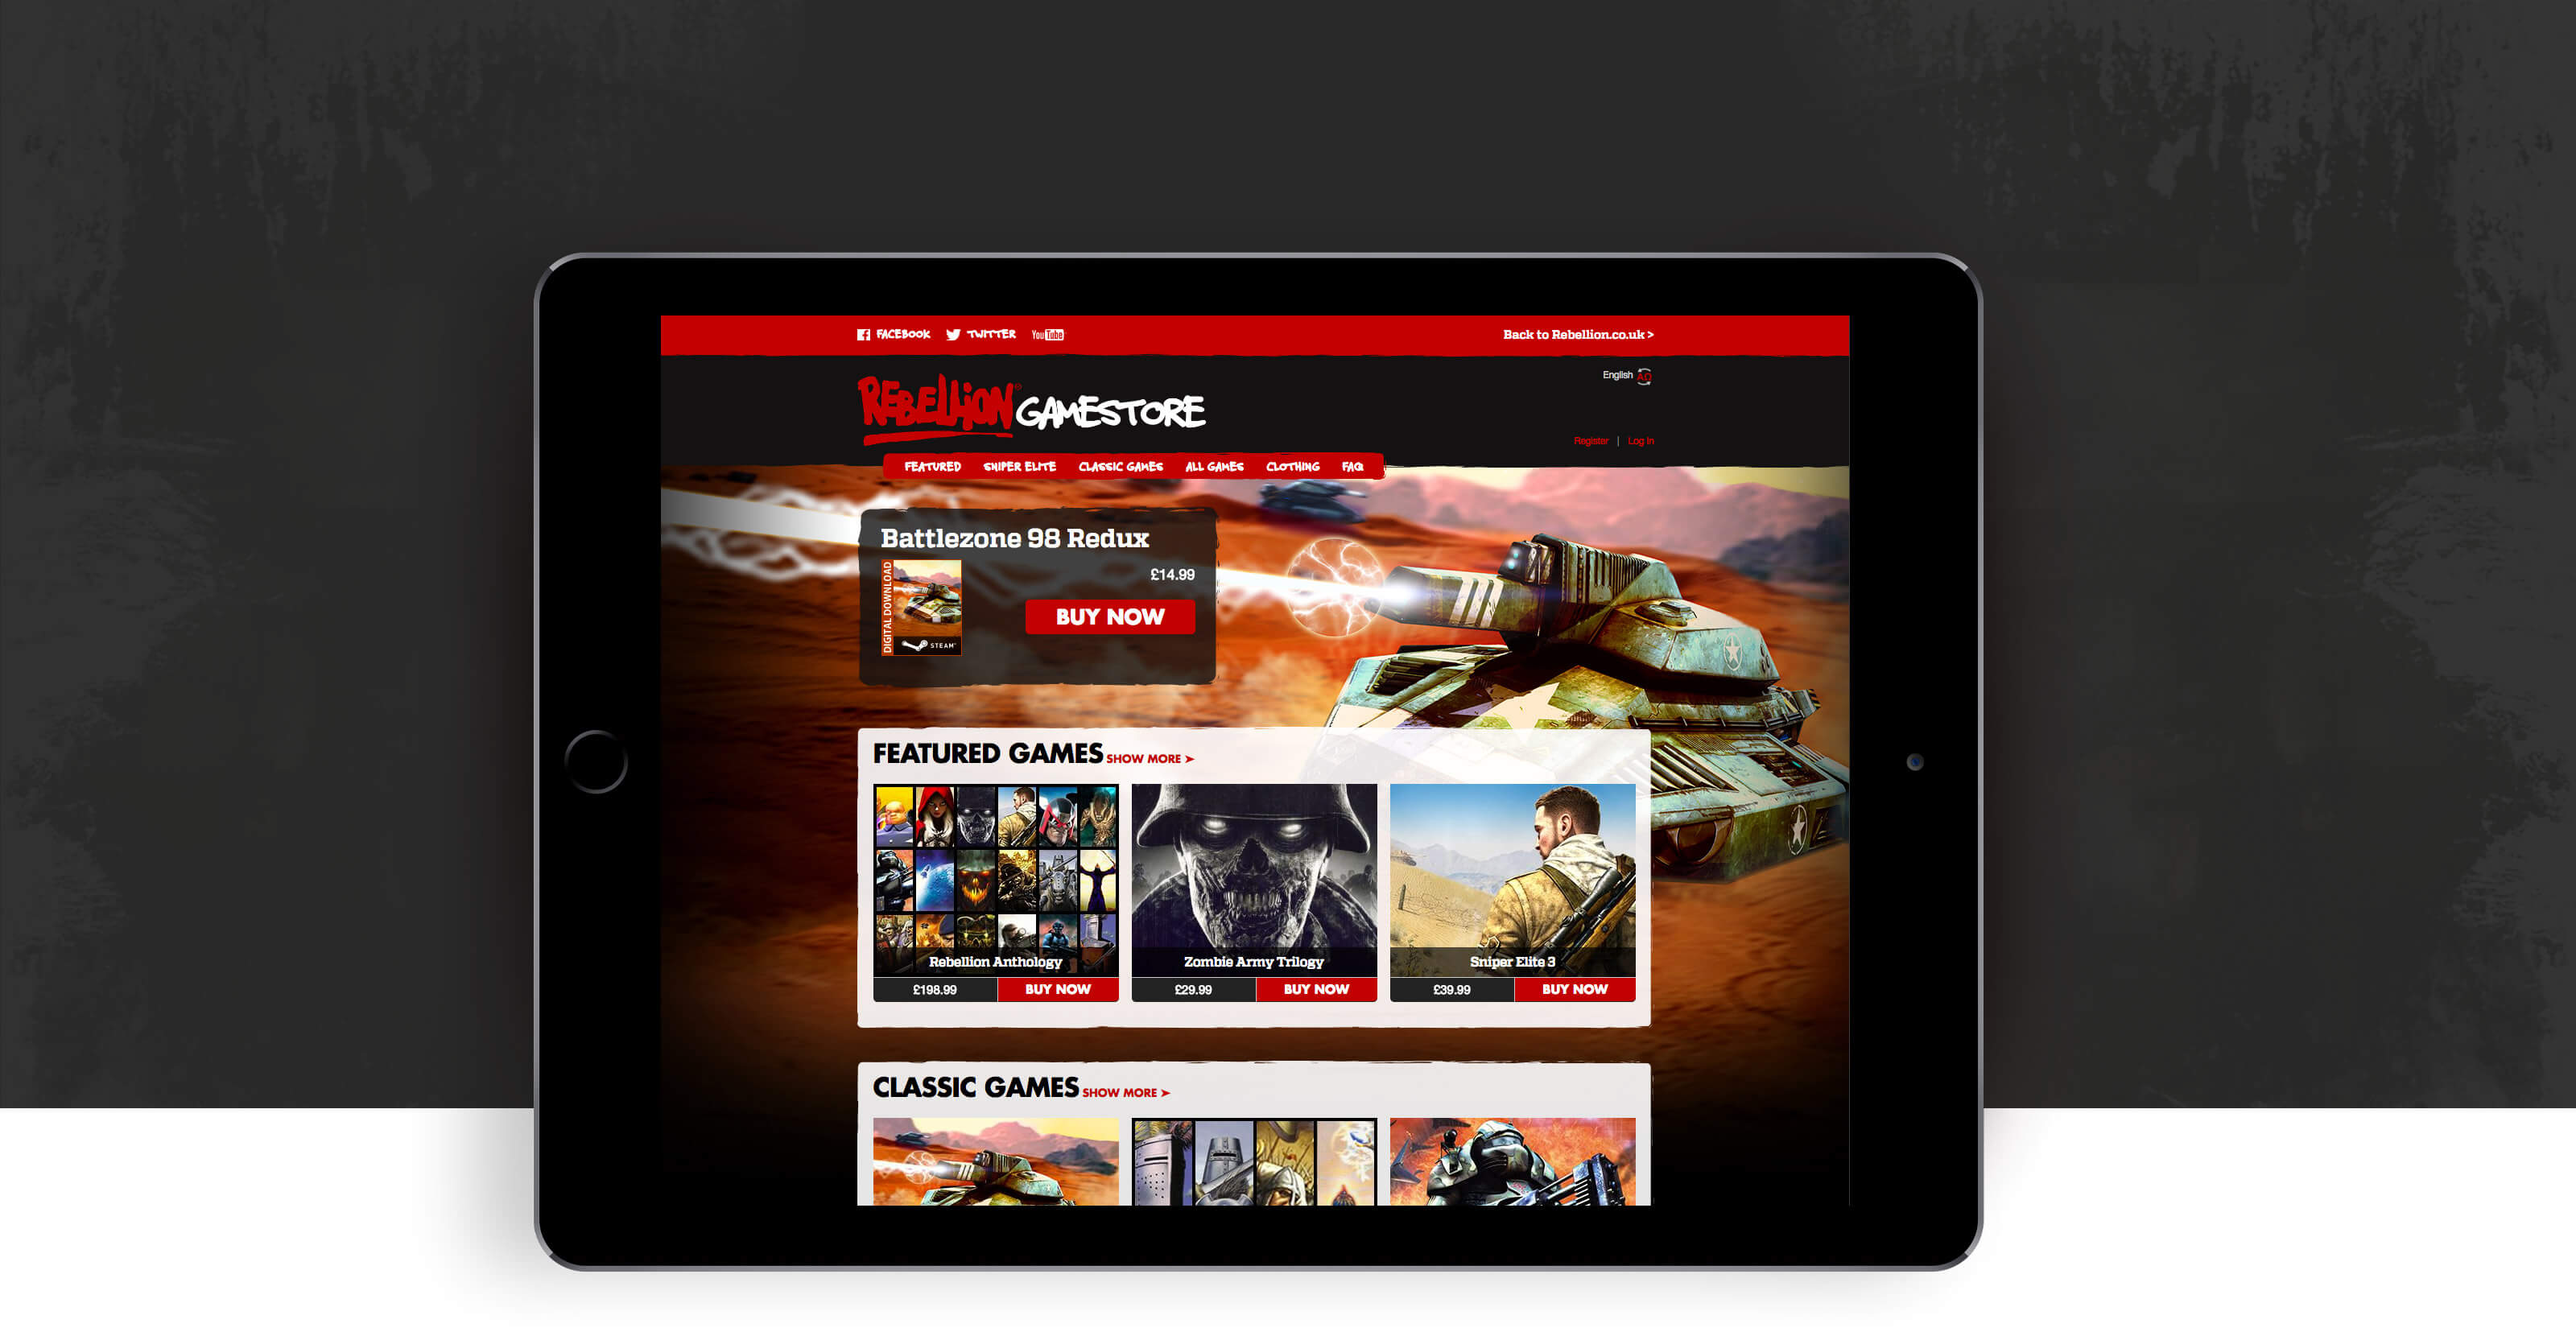 FACEBOOK TWITTER YouTube Back to Rebellion.co.uk >
English AΩ
REBELLION® GAMESTORE
Register | Log In
FEATURED SNIPER ELITE CLASSIC GAMES ALL GAMES CLOTHING FAQ
Battlezone 98 Redux
DIGITAL DOWNLOAD
£14.99
BUY NOW
STEAM
FEATURED GAMES SHOW MORE ➤
Rebellion Anthology Zombie Army Trilogy Sniper Elite 3
£198.99 BUY NOW £29.99 BUY NOW £39.99 BUY NOW
CLASSIC GAMES SHOW MORE ➤